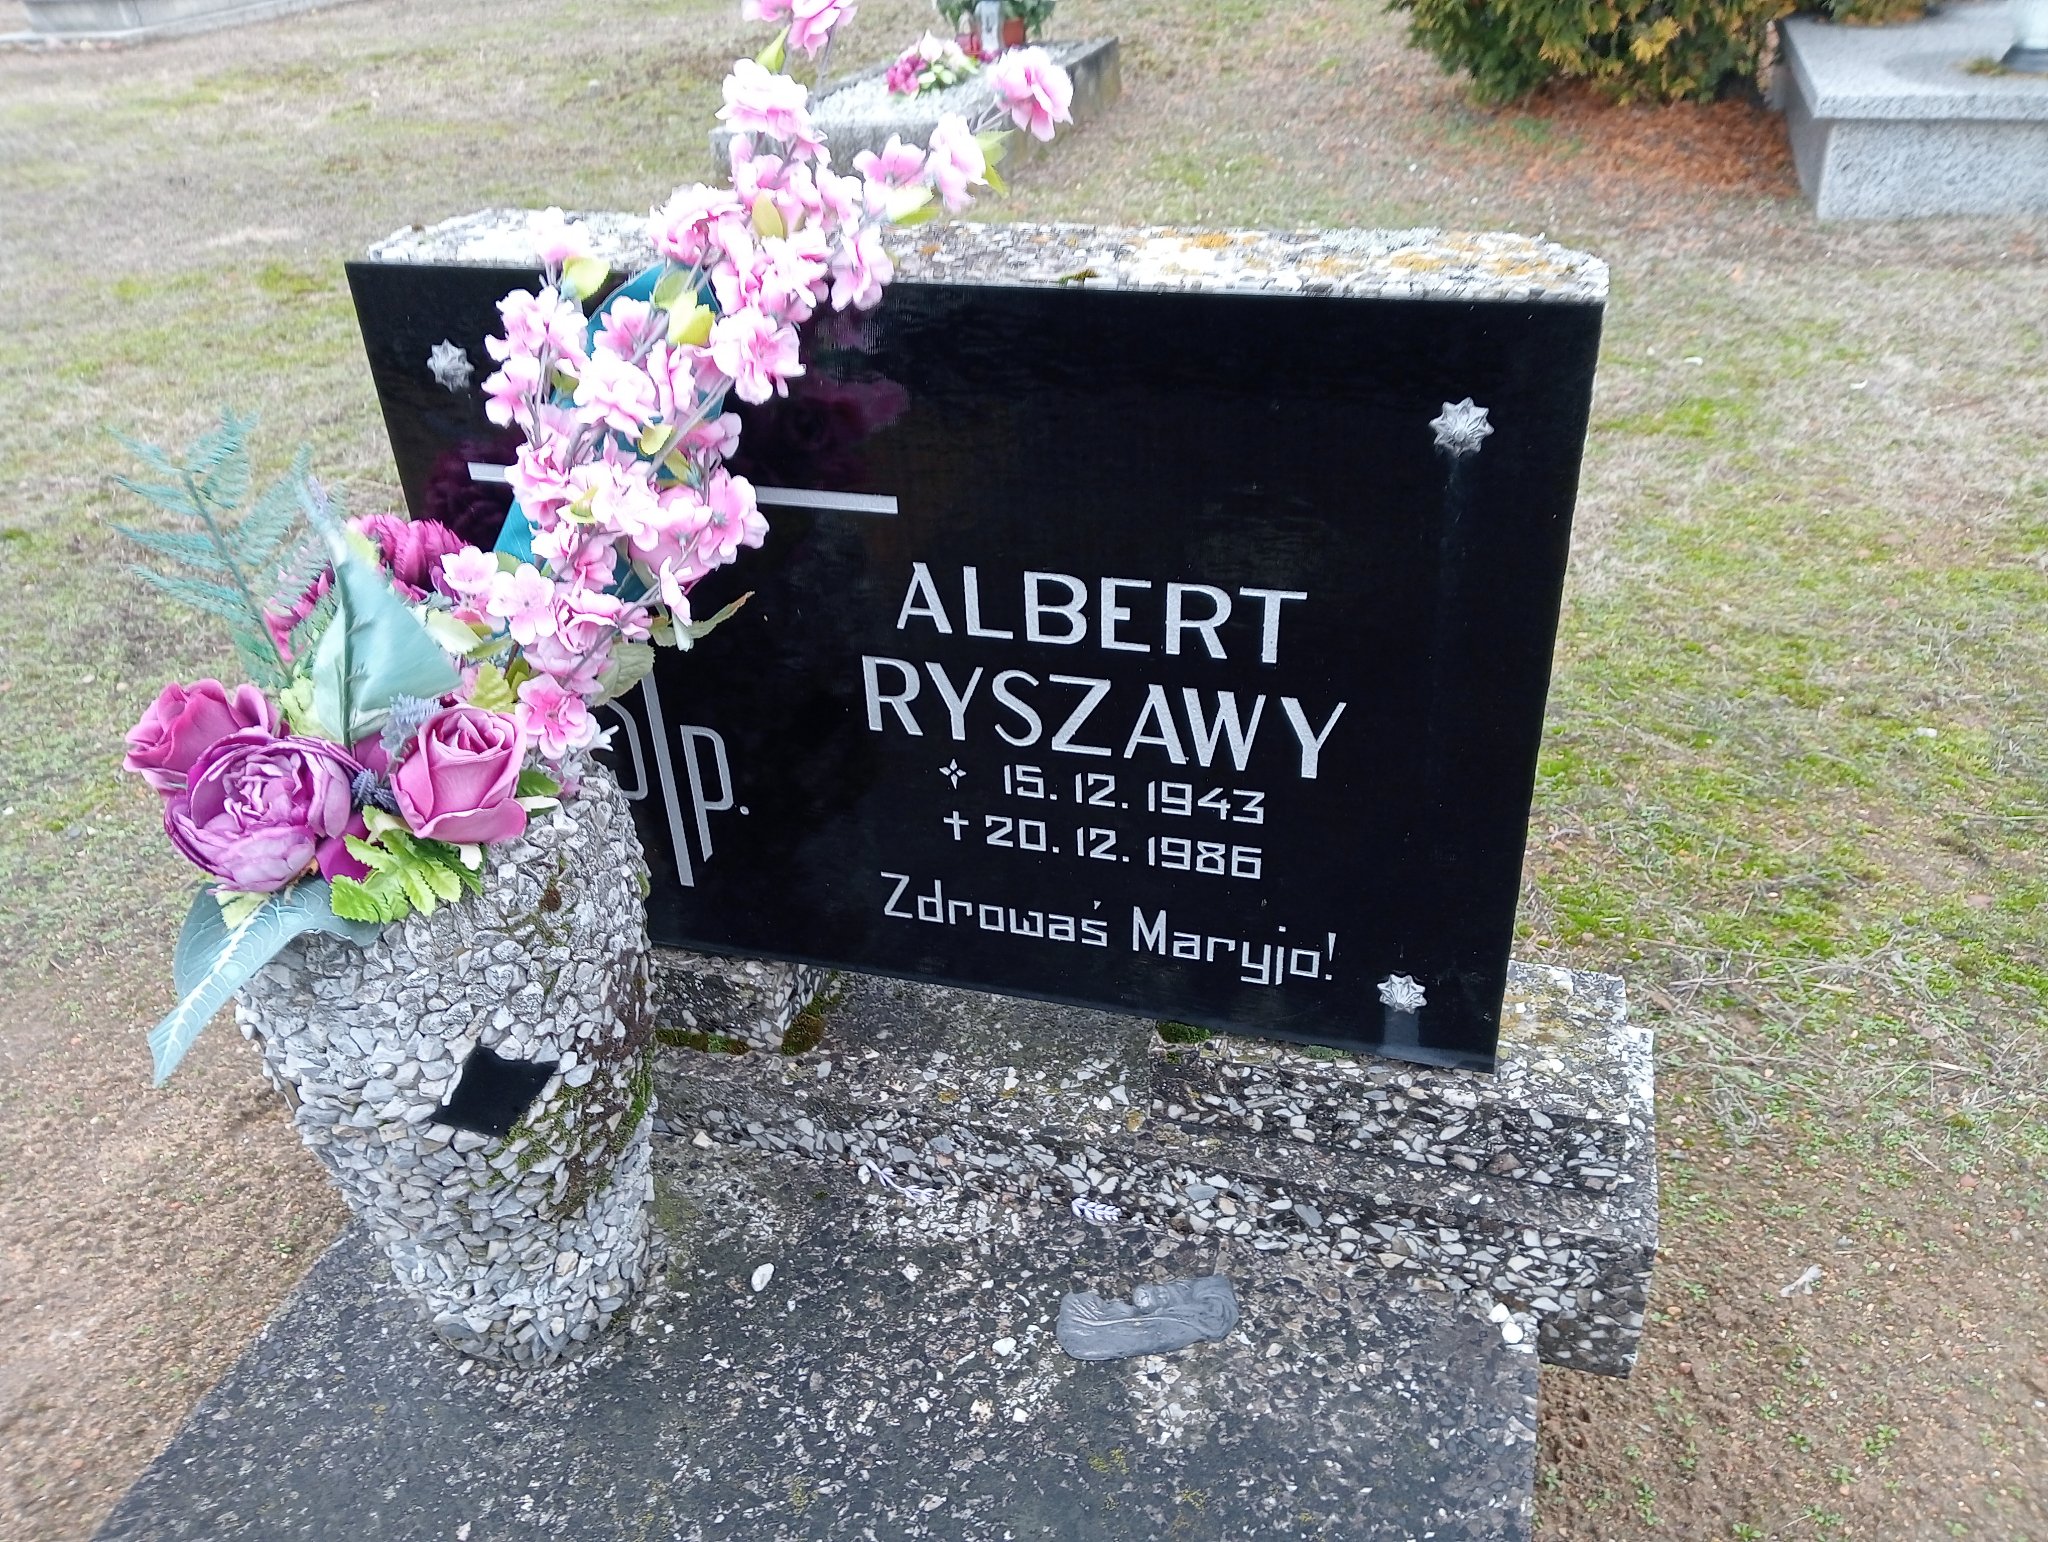 ALBERT
RYSZAWY
15.12.1943
✝ 20.12.1986
Zdrowaś Maryjo!
p.